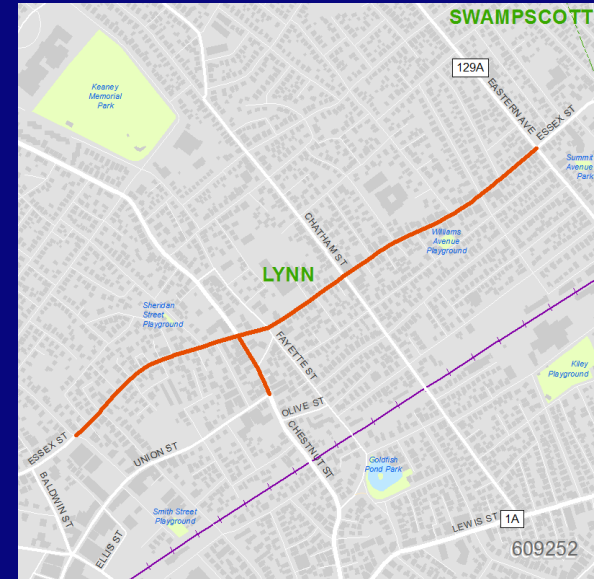 SWAMPSCOTT
129A
EASTERN AVE
ESSEX ST
Keaney
Memorial
Park
Summit
Avenue
Park
CHATHAM ST
Williams
Avenue
Playground
LYNN
Sheridan
Street
Playground
FAYETTE ST
Kiley
Playground
OLIVE ST
CHESTNUT ST
ESSEX ST
UNION ST
Goldfish
Pond Park
BALDWIN ST
Smith Street
Playground
LEWIS ST
1A
ELLIS ST
609252